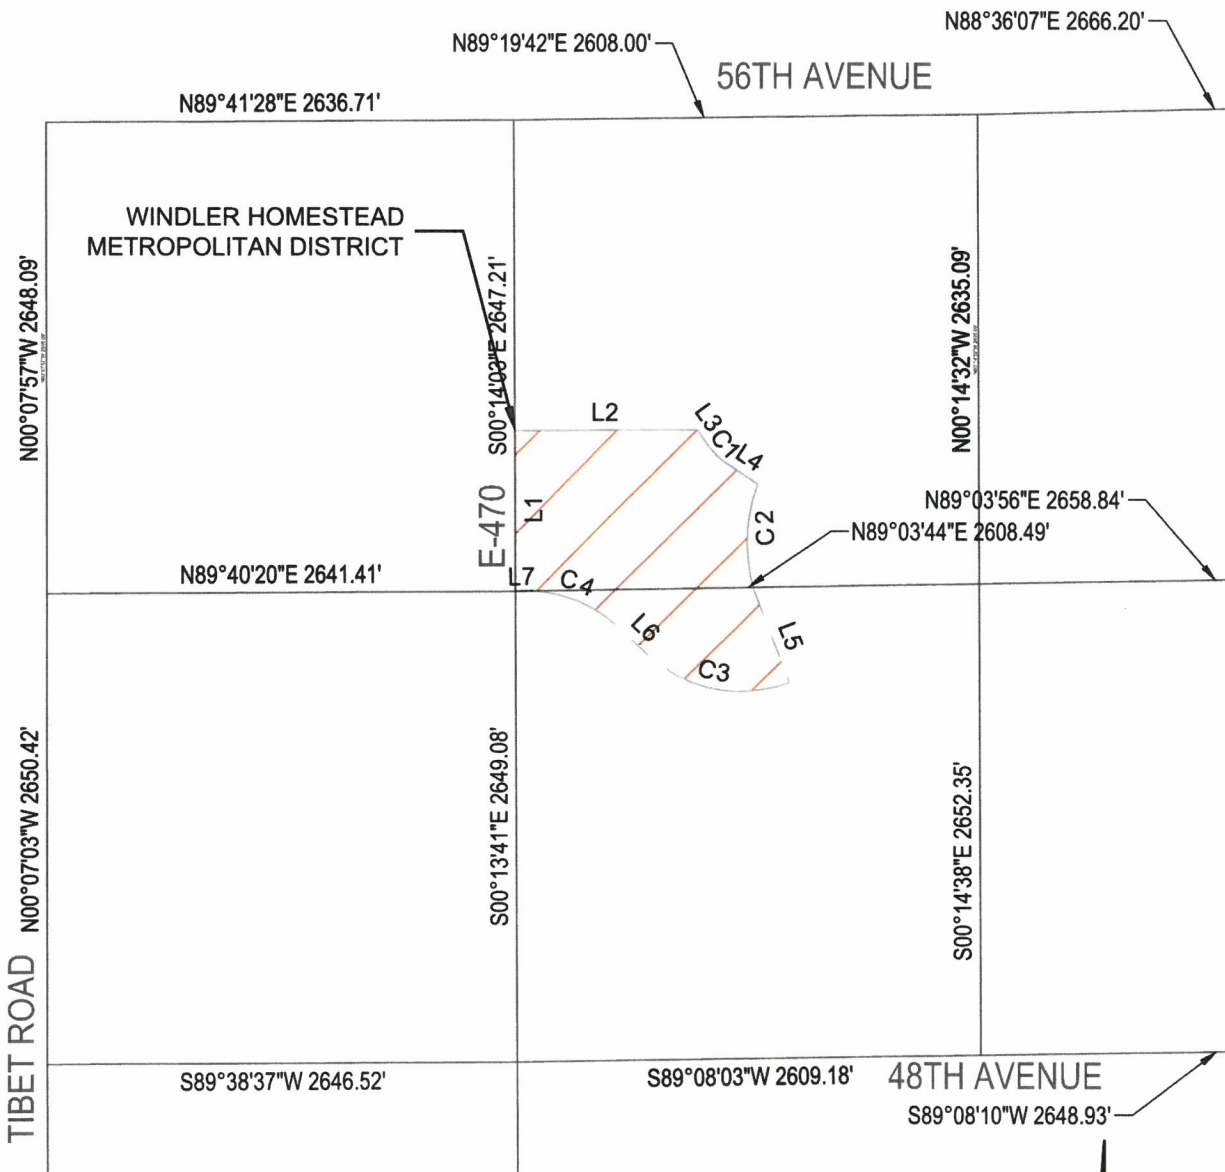 N88°36'07"E 2666.20'
N89°19'42"E 2608.00'
56TH AVENUE
N89°41'28"E 2636.71'
WINDLER HOMESTEAD
METROPOLITAN DISTRICT
N00°07'57"W 2648.09'
S00°14'03"E 2647.21'
N00°14'32"W 2635.09'
L2
L3
C1
L4
L1
E-470
C2
N89°03'56"E 2658.84'
N89°03'44"E 2608.49'
N89°40'20"E 2641.41'
L7
C4
L6
L5
C3
N00°07'03"W 2650.42'
S00°13'41"E 2649.08'
S00°14'38"E 2652.35'
TIBET ROAD
S89°38'37"W 2646.52'
S89°08'03"W 2609.18'
48TH AVENUE
S89°08'10"W 2648.93'